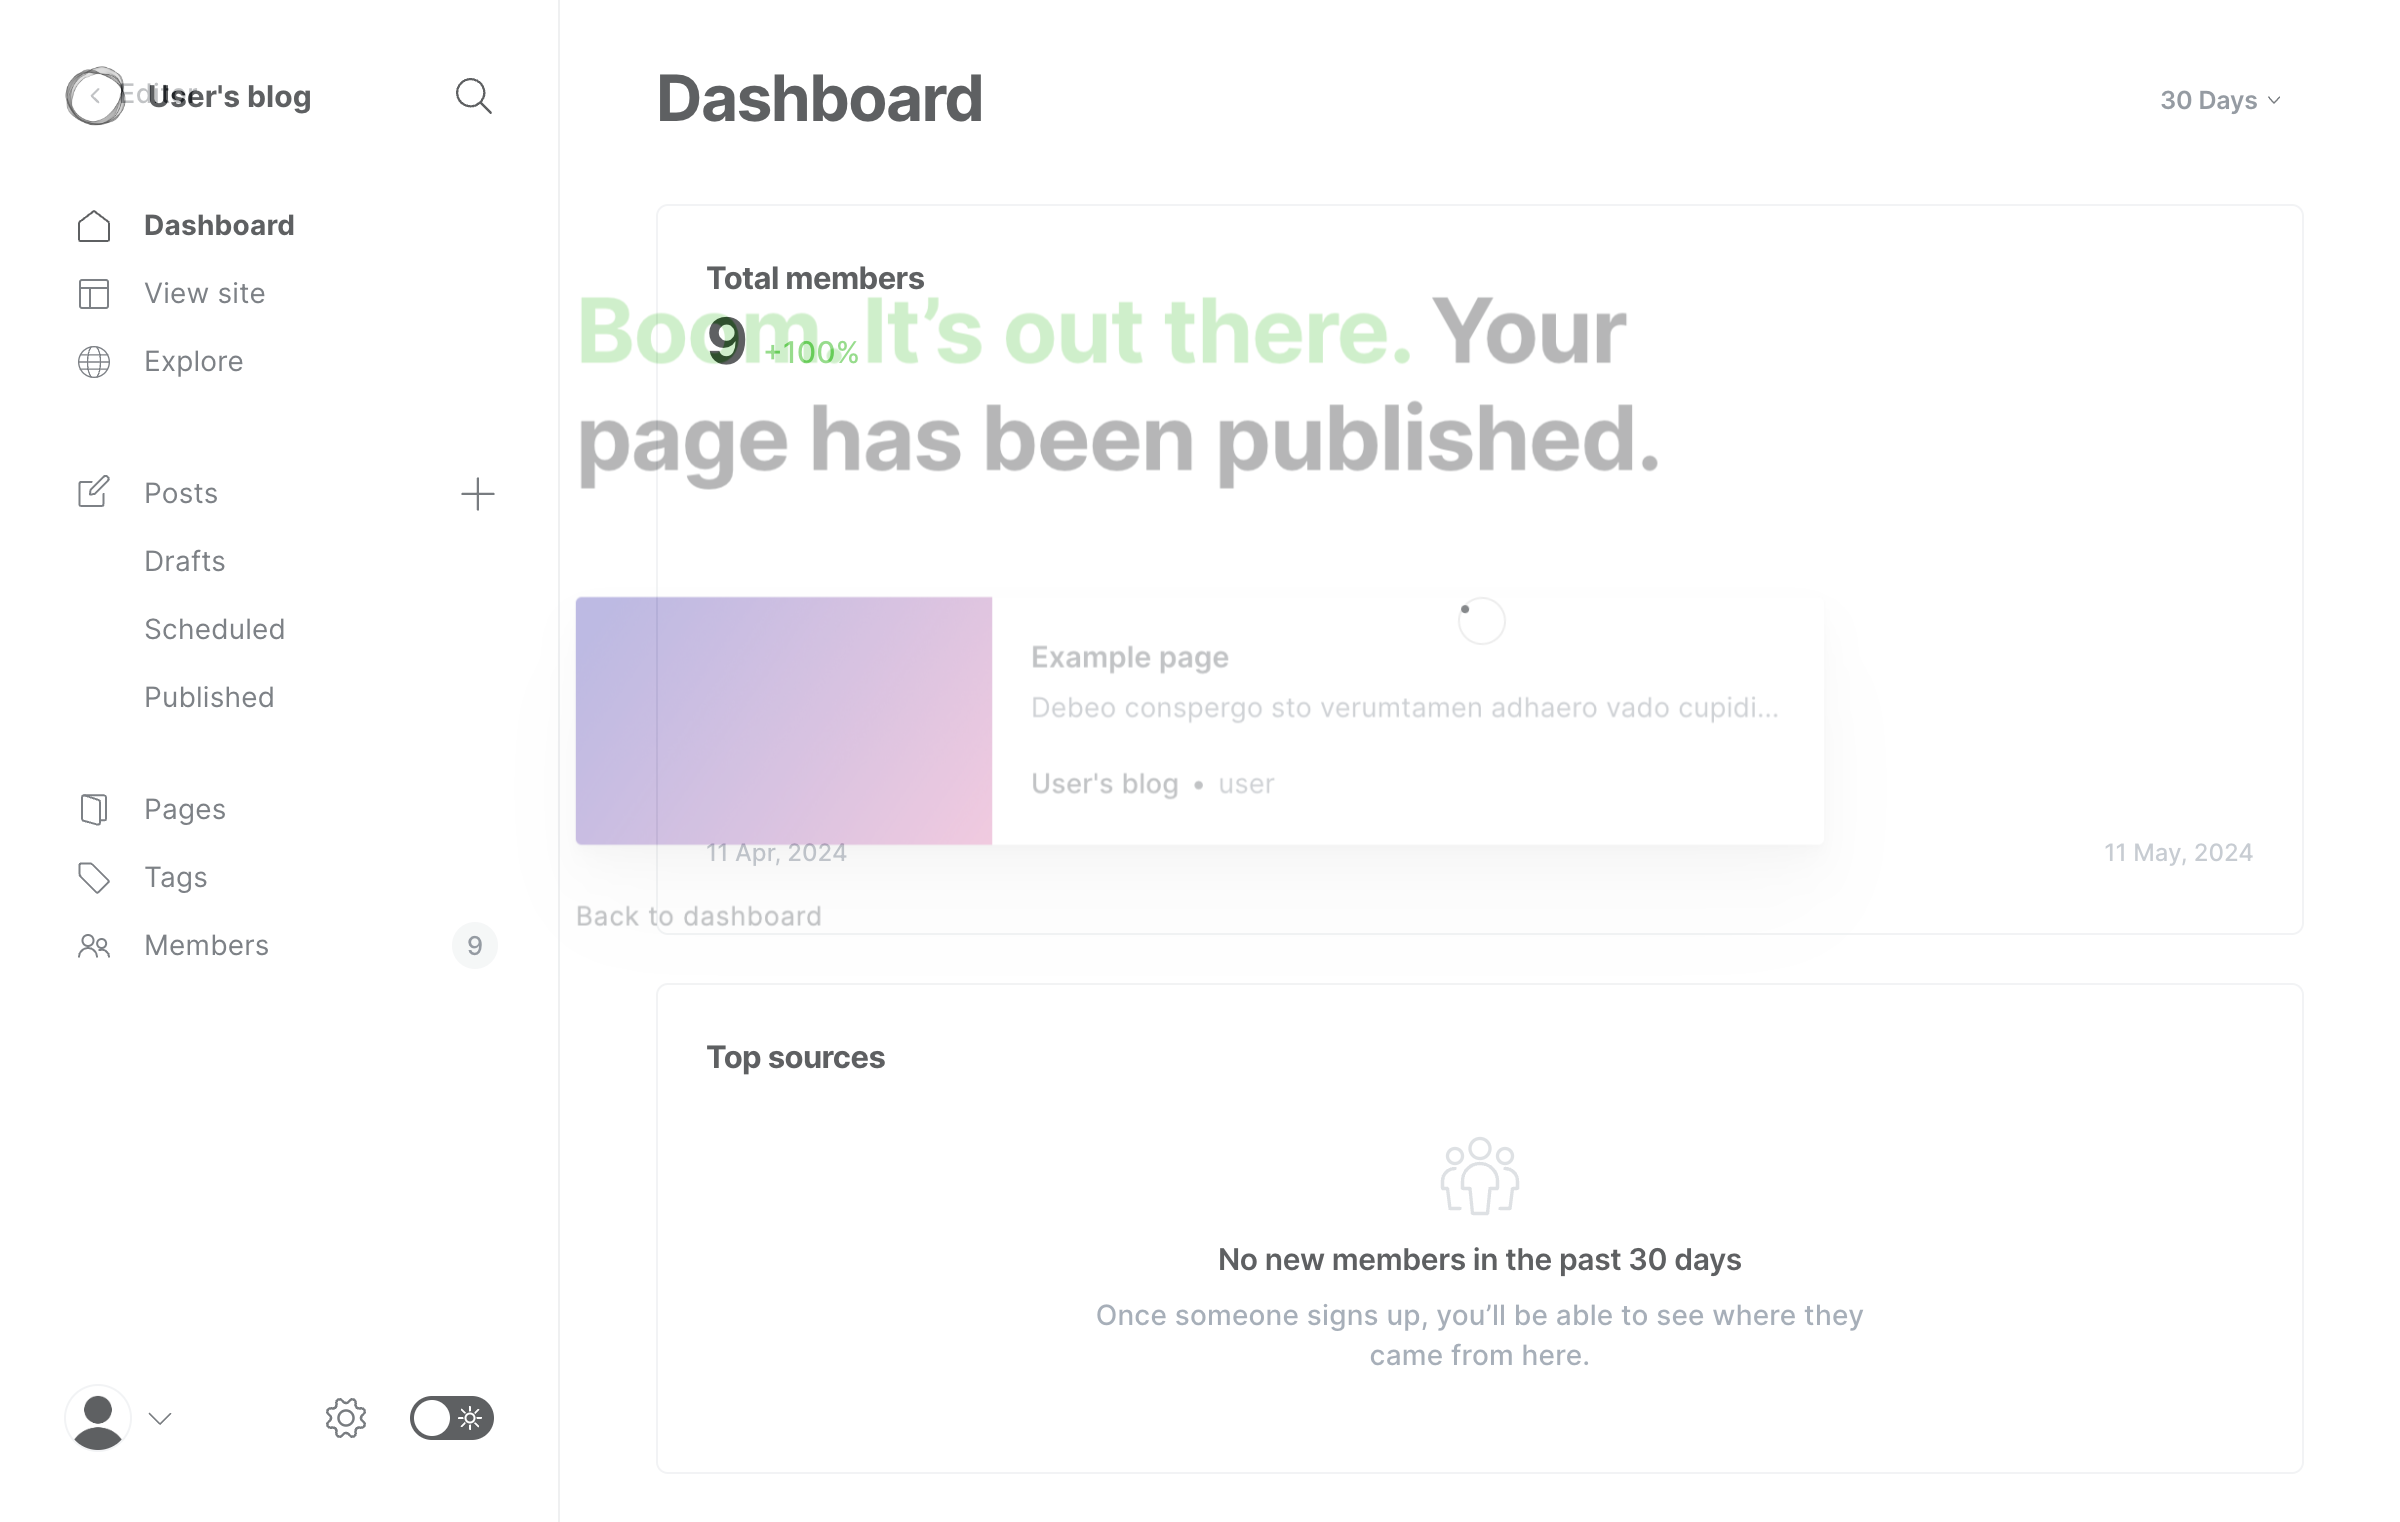 Editor
User's blog
Dashboard
View site
Explore
Posts
Drafts
Scheduled
Published
Pages
Tags
Members
9
Dashboard
30 Days
Total members
9 +100%
Boom. It’s out there. Your
page has been published.
Example page
Debeo conspergo sto verumtamen adhaero vado cupidi...
User's blog • user
11 Apr, 2024
11 May, 2024
Back to dashboard
Top sources
No new members in the past 30 days
Once someone signs up, you’ll be able to see where they
came from here.